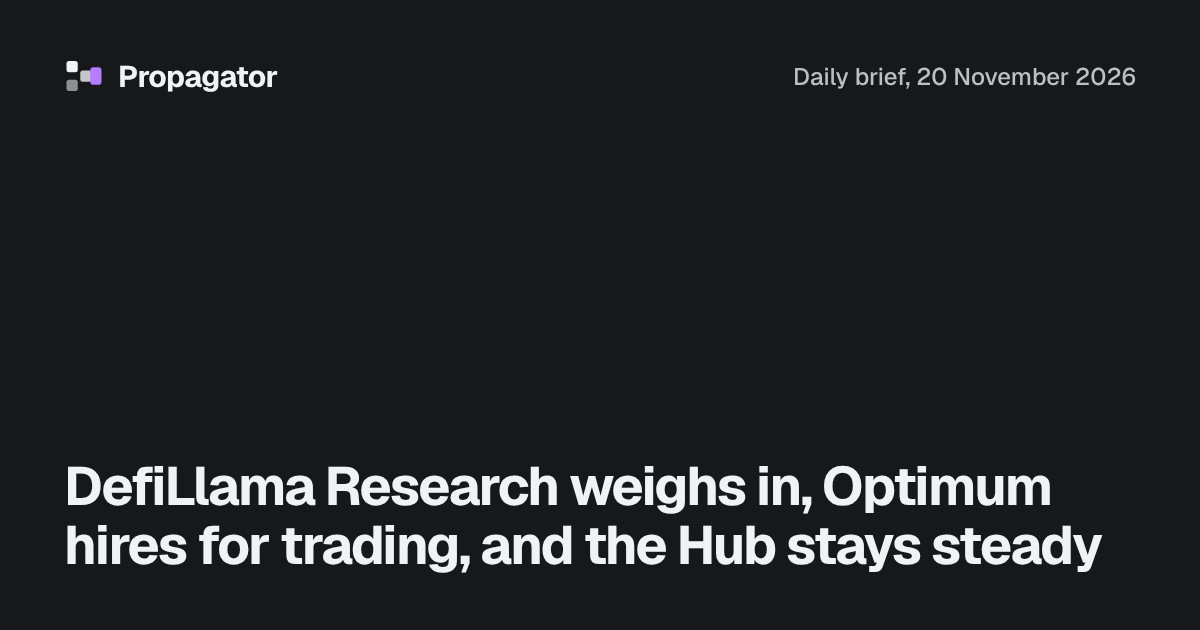 Propagator
Daily brief, 20 November 2026
DefiLlama Research weighs in, Optimum
hires for trading, and the Hub stays steady